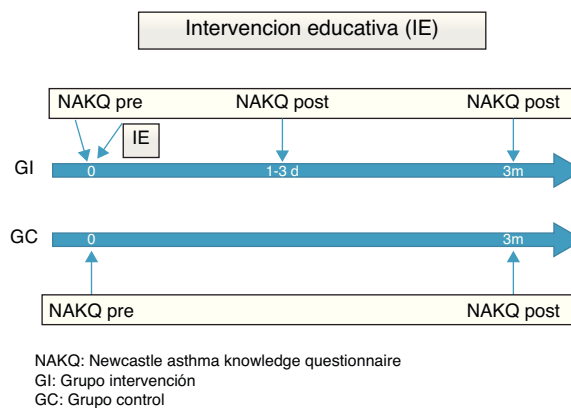 Intervencion educativa (IE)
NAKQ pre NAKQ post NAKQ post
IE
GI 0 1-3 d 3m
GC 0 3m
NAKQ pre NAKQ post
NAKQ: Newcastle asthma knowledge questionnaire
GI: Grupo intervención
GC: Grupo control